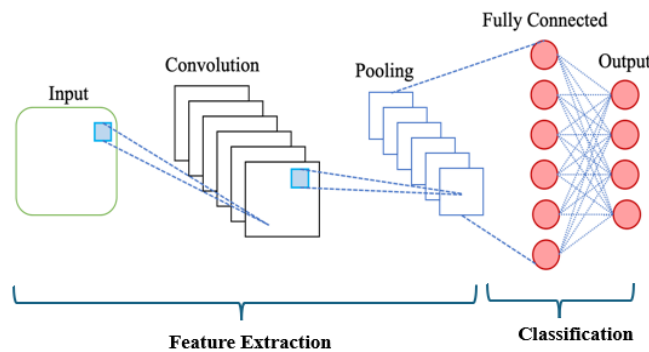 Input
Convolution
Pooling
Fully Connected
Output
Feature Extraction
Classification